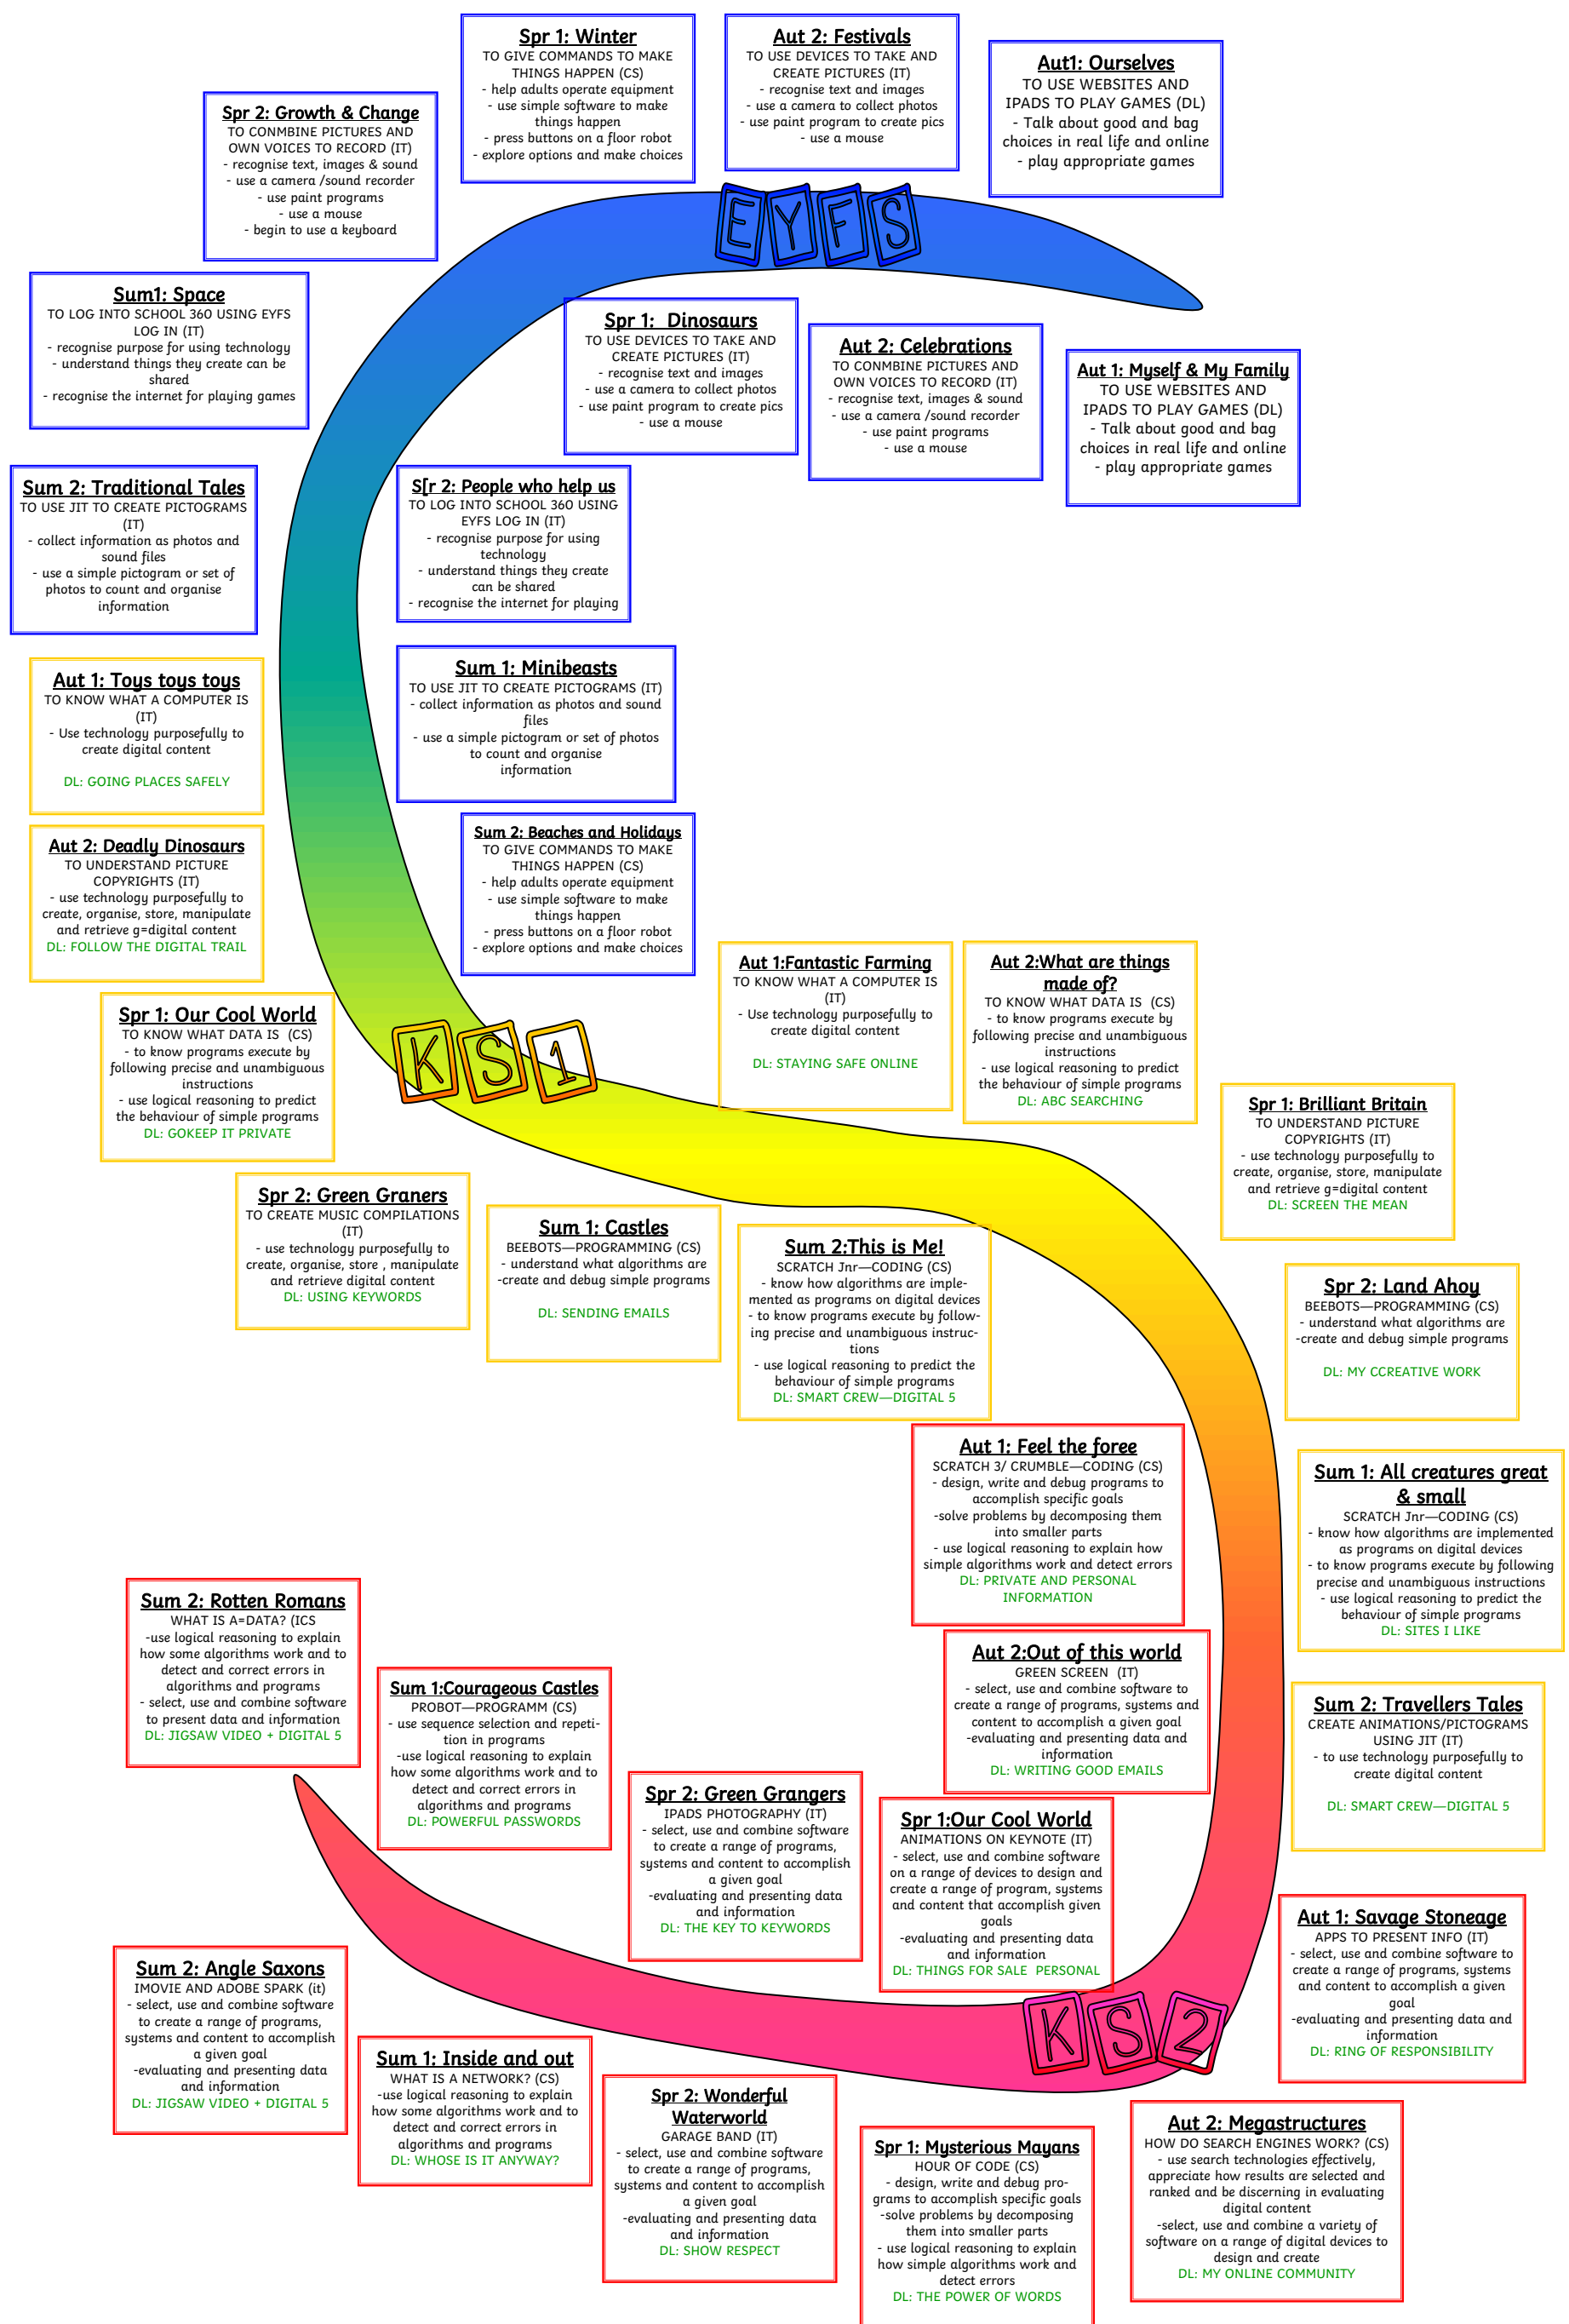 Spr 1: Winter
TO GIVE COMMANDS TO MAKE
THINGS HAPPEN (CS)
- help adults operate equipment
- use simple software to make
things happen
- press buttons on a floor robot
- explore options and make choices
Aut 2: Festivals
TO USE DEVICES TO TAKE AND
CREATE PICTURES (IT)
- recognise text and images
- use a camera to collect photos
- use paint program to create pics
- use a mouse
Aut1: Ourselves
TO USE WEBSITES AND
IPADS TO PLAY GAMES (DL)
- Talk about good and bag
choices in real life and online
- play appropriate games
Spr 2: Growth & Change
TO CONMBINE PICTURES AND
OWN VOICES TO RECORD (IT)
- recognise text, images & sound
- use a camera /sound recorder
- use paint programs
- use a mouse
- begin to use a keyboard
EYFS
Sum1: Space
TO LOG INTO SCHOOL 360 USING EYFS
LOG IN (IT)
- recognise purpose for using technology
- understand things they create can be
shared
- recognise the internet for playing games
Spr 1: Dinosaurs
TO USE DEVICES TO TAKE AND
CREATE PICTURES (IT)
- recognise text and images
- use a camera to collect photos
- use paint program to create pics
- use a mouse
Aut 2: Celebrations
TO CONMBINE PICTURES AND
OWN VOICES TO RECORD (IT)
- recognise text, images & sound
- use a camera /sound recorder
- use paint programs
- use a mouse
Aut 1: Myself & My Family
TO USE WEBSITES AND
IPADS TO PLAY GAMES (DL)
- Talk about good and bag
choices in real life and online
- play appropriate games
Sum 2: Traditional Tales
TO USE JIT TO CREATE PICTOGRAMS
(IT)
- collect information as photos and
sound files
- use a simple pictogram or set of
photos to count and organise
information
S[r 2: People who help us
TO LOG INTO SCHOOL 360 USING
EYFS LOG IN (IT)
- recognise purpose for using
technology
- understand things they create
can be shared
- recognise the internet for playing
Aut 1: Toys toys toys
TO KNOW WHAT A COMPUTER IS
(IT)
- Use technology purposefully to
create digital content
DL: GOING PLACES SAFELY
Sum 1: Minibeasts
TO USE JIT TO CREATE PICTOGRAMS (IT)
- collect information as photos and sound
files
- use a simple pictogram or set of photos
to count and organise
information
Aut 2: Deadly Dinosaurs
TO UNDERSTAND PICTURE
COPYRIGHTS (IT)
- use technology purposefully to
create, organise, store, manipulate
and retrieve g=digital content
DL: FOLLOW THE DIGITAL TRAIL
Sum 2: Beaches and Holidays
TO GIVE COMMANDS TO MAKE
THINGS HAPPEN (CS)
- help adults operate equipment
- use simple software to make
things happen
- press buttons on a floor robot
- explore options and make choices
Spr 1: Our Cool World
TO KNOW WHAT DATA IS (CS)
- to know programs execute by
following precise and unambiguous
instructions
- use logical reasoning to predict
the behaviour of simple programs
DL: GOKEEP IT PRIVATE
KS1
Aut 1:Fantastic Farming
TO KNOW WHAT A COMPUTER IS
(IT)
- Use technology purposefully to
create digital content
DL: STAYING SAFE ONLINE
Aut 2:What are things
made of?
TO KNOW WHAT DATA IS (CS)
- to know programs execute by
following precise and unambiguous
instructions
- use logical reasoning to predict
the behaviour of simple programs
DL: ABC SEARCHING
Spr 1: Brilliant Britain
TO UNDERSTAND PICTURE
COPYRIGHTS (IT)
- use technology purposefully to
create, organise, store, manipulate
and retrieve g=digital content
DL: SCREEN THE MEAN
Spr 2: Green Graners
TO CREATE MUSIC COMPILATIONS
(IT)
- use technology purposefully to
create, organise, store , manipulate
and retrieve digital content
DL: USING KEYWORDS
Sum 1: Castles
BEEBOTS—PROGRAMMING (CS)
- understand what algorithms are
-create and debug simple programs
DL: SENDING EMAILS
Sum 2:This is Me!
SCRATCH Jnr—CODING (CS)
- know how algorithms are imple-
mented as programs on digital devices
- to know programs execute by follow-
ing precise and unambiguous instruc-
tions
- use logical reasoning to predict the
behaviour of simple programs
DL: SMART CREW—DIGITAL 5
Spr 2: Land Ahoy
BEEBOTS—PROGRAMMING (CS)
- understand what algorithms are
-create and debug simple programs
DL: MY CCREATIVE WORK
Aut 1: Feel the foree
SCRATCH 3/ CRUMBLE—CODING (CS)
- design, write and debug programs to
accomplish specific goals
-solve problems by decomposing them
into smaller parts
- use logical reasoning to explain how
simple algorithms work and detect errors
DL: PRIVATE AND PERSONAL
INFORMATION
Sum 1: All creatures great
& small
SCRATCH Jnr—CODING (CS)
- know how algorithms are implemented
as programs on digital devices
- to know programs execute by following
precise and unambiguous instructions
- use logical reasoning to predict the
behaviour of simple programs
DL: SITES I LIKE
Sum 2: Rotten Romans
WHAT IS A=DATA? (ICS
-use logical reasoning to explain
how some algorithms work and to
detect and correct errors in
algorithms and programs
- select, use and combine software
to present data and information
DL: JIGSAW VIDEO + DIGITAL 5
Sum 1:Courageous Castles
PROBOT—PROGRAMM (CS)
- use sequence selection and repeti-
tion in programs
-use logical reasoning to explain
how some algorithms work and to
detect and correct errors in
algorithms and programs
DL: POWERFUL PASSWORDS
Aut 2:Out of this world
GREEN SCREEN (IT)
- select, use and combine software to
create a range of programs, systems and
content to accomplish a given goal
-evaluating and presenting data and
information
DL: WRITING GOOD EMAILS
Sum 2: Travellers Tales
CREATE ANIMATIONS/PICTOGRAMS
USING JIT (IT)
- to use technology purposefully to
create digital content
DL: SMART CREW—DIGITAL 5
Spr 2: Green Grangers
IPADS PHOTOGRAPHY (IT)
- select, use and combine software
to create a range of programs,
systems and content to accomplish
a given goal
-evaluating and presenting data
and information
DL: THE KEY TO KEYWORDS
Spr 1:Our Cool World
ANIMATIONS ON KEYNOTE (IT)
- select, use and combine software
on a range of devices to design and
create a range of program, systems
and content that accomplish given
goals
-evaluating and presenting data
and information
DL: THINGS FOR SALE PERSONAL
Aut 1: Savage Stoneage
APPS TO PRESENT INFO (IT)
- select, use and combine software to
create a range of programs, systems
and content to accomplish a given
goal
-evaluating and presenting data and
information
DL: RING OF RESPONSIBILITY
KS2
Sum 2: Angle Saxons
IMOVIE AND ADOBE SPARK (it)
- select, use and combine software
to create a range of programs,
systems and content to accomplish
a given goal
-evaluating and presenting data
and information
DL: JIGSAW VIDEO + DIGITAL 5
Sum 1: Inside and out
WHAT IS A NETWORK? (CS)
-use logical reasoning to explain
how some algorithms work and to
detect and correct errors in
algorithms and programs
DL: WHOSE IS IT ANYWAY?
Spr 2: Wonderful
Waterworld
GARAGE BAND (IT)
- select, use and combine software
to create a range of programs,
systems and content to accomplish
a given goal
-evaluating and presenting data
and information
DL: SHOW RESPECT
Spr 1: Mysterious Mayans
HOUR OF CODE (CS)
- design, write and debug pro-
grams to accomplish specific goals
-solve problems by decomposing
them into smaller parts
- use logical reasoning to explain
how simple algorithms work and
detect errors
DL: THE POWER OF WORDS
Aut 2: Megastructures
HOW DO SEARCH ENGINES WORK? (CS)
- use search technologies effectively,
appreciate how results are selected and
ranked and be discerning in evaluating
digital content
-select, use and combine a variety of
software on a range of digital devices to
design and create
DL: MY ONLINE COMMUNITY